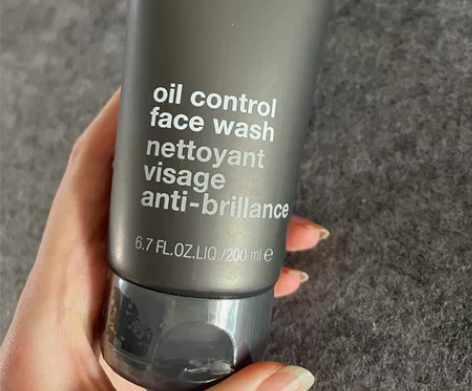 oil control
face wash
nettoyant
visage
anti-brillance
6.7 FL.OZ.LIQ./200 ml ℮